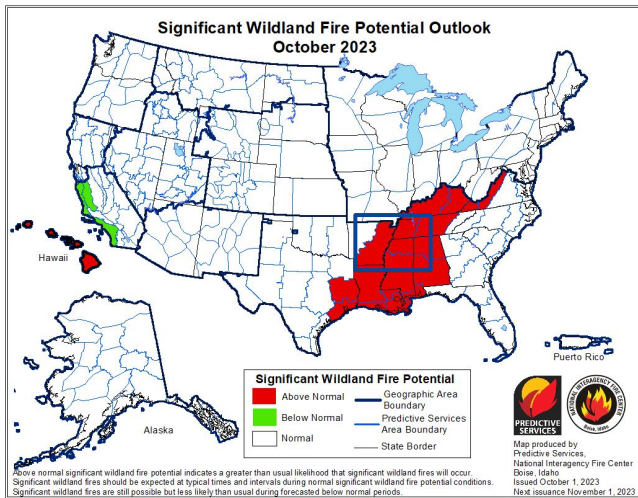 Significant Wildland Fire Potential Outlook
October 2023
Hawaii
Alaska
Puerto Rico
Significant Wildland Fire Potential
Above Normal
Below Normal
Normal
Geographic Area
Boundary
Predictive Services
Area Boundary
State Border
PREDICTIVE
SERVICES
NATIONAL INTERAGENCY FIRE CENTER
Boise, Idaho
Map produced by
Predictive Services,
National Interagency Fire Center
Boise, Idaho
Issued October 1, 2023
Next issuance November 1, 2023
Above normal significant wildland fire potential indicates a greater than usual likelihood that significant wildland fires will occur.
Significant wildland fires should be expected at typical times and intervals during normal significant wildland fire potential conditions.
Significant wildland fires are still possible but less likely than usual during forecasted below normal periods.